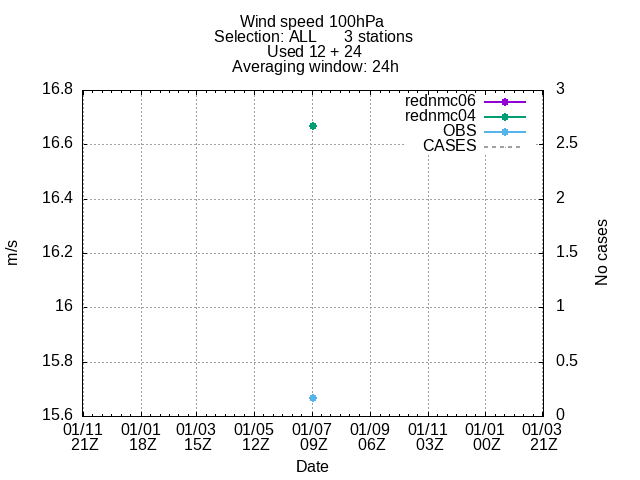 Wind speed 100hPa
Selection: ALL 3 stations
Used 12 + 24
Averaging window: 24h
16.8
16.6
16.4
16.2
16
15.8
15.6
m/s
rednmc06
rednmc04
OBS
CASES
3
2.5
2
1.5
1
0.5
0
No cases
01/11 01/01 01/03 01/05 01/07 01/09 01/11 01/01 01/03
21Z 18Z 15Z 12Z 09Z 06Z 03Z 00Z 21Z
Date